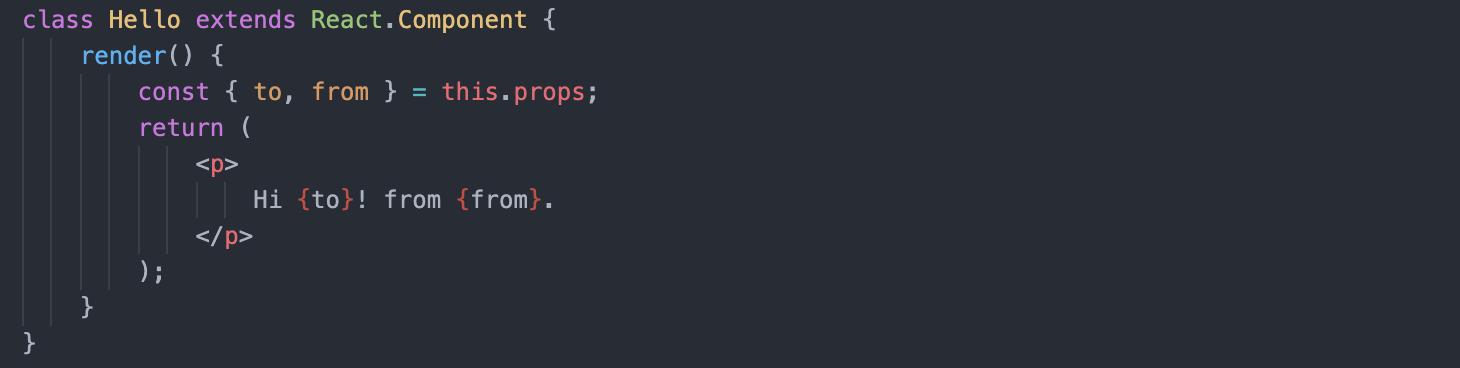 class Hello extends React.Component {
    render() {
        const { to, from } = this.props;
        return (
            <p>
                Hi {to}! from {from}.
            </p>
        );
    }
}